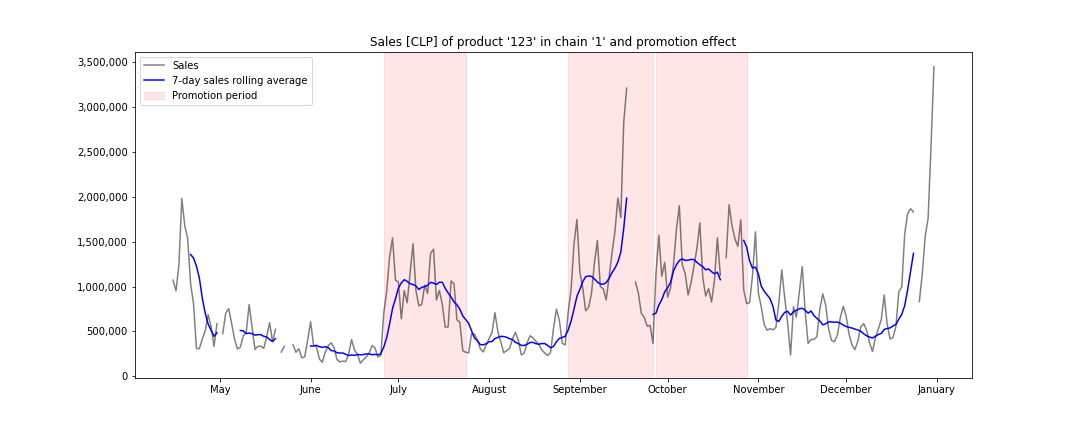 Sales [CLP] of product '123' in chain '1' and promotion effect
Sales
7-day sales rolling average
Promotion period
3,500,000
3,000,000
2,500,000
2,000,000
1,500,000
1,000,000
500,000
0
May June July August September October November December January